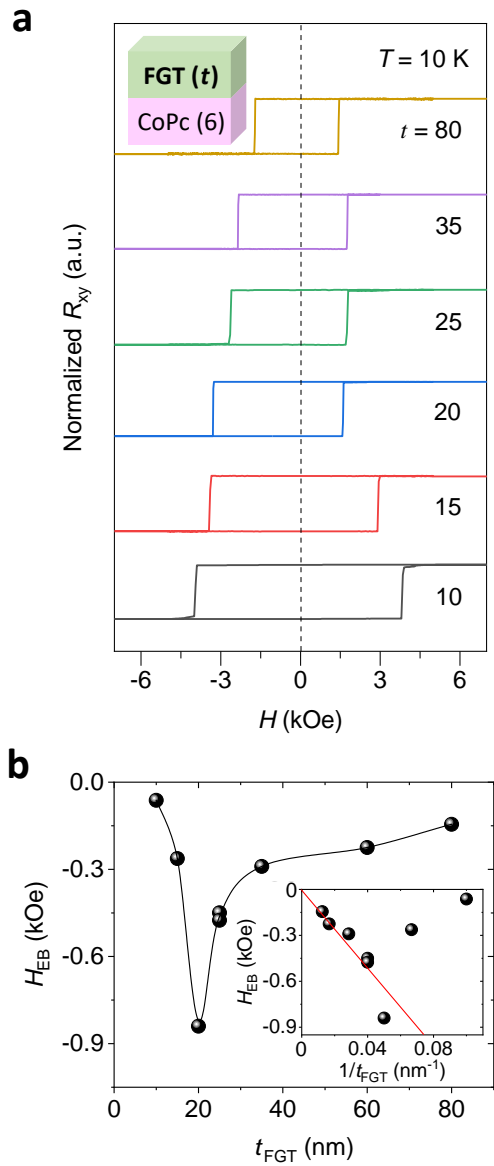 a
FGT (t)
CoPc (6)
T = 10 K
t = 80
35
25
20
15
10
Normalized Rxy (a.u.)
-6 -3 0 3 6
H (kOe)
b
0.0
-0.3
-0.6
-0.9
HEB (kOe)
0 20 40 60 80
tFGT (nm)
0
-0.3
-0.6
-0.9
HEB (kOe)
0 0.04 0.08
1/tFGT (nm-1)